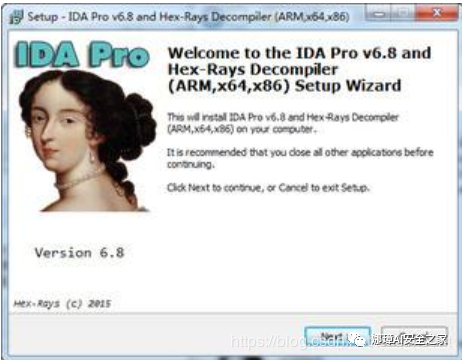 Setup - IDA Pro v6.8 and Hex-Rays Decompiler (ARM,x64,x86)
IDA Pro
Welcome to the IDA Pro v6.8 and
Hex-Rays Decompiler
(ARM,x64,x86) Setup Wizard
This will install IDA Pro v6.8 and Hex-Rays Decompiler
(ARM,x64,x86) on your computer.
It is recommended that you close all other applications before
continuing.
Click Next to continue, or Cancel to exit Setup.
Version 6.8
Hex-Rays (c) 2015
Next
https://blog.csdn
安全之家